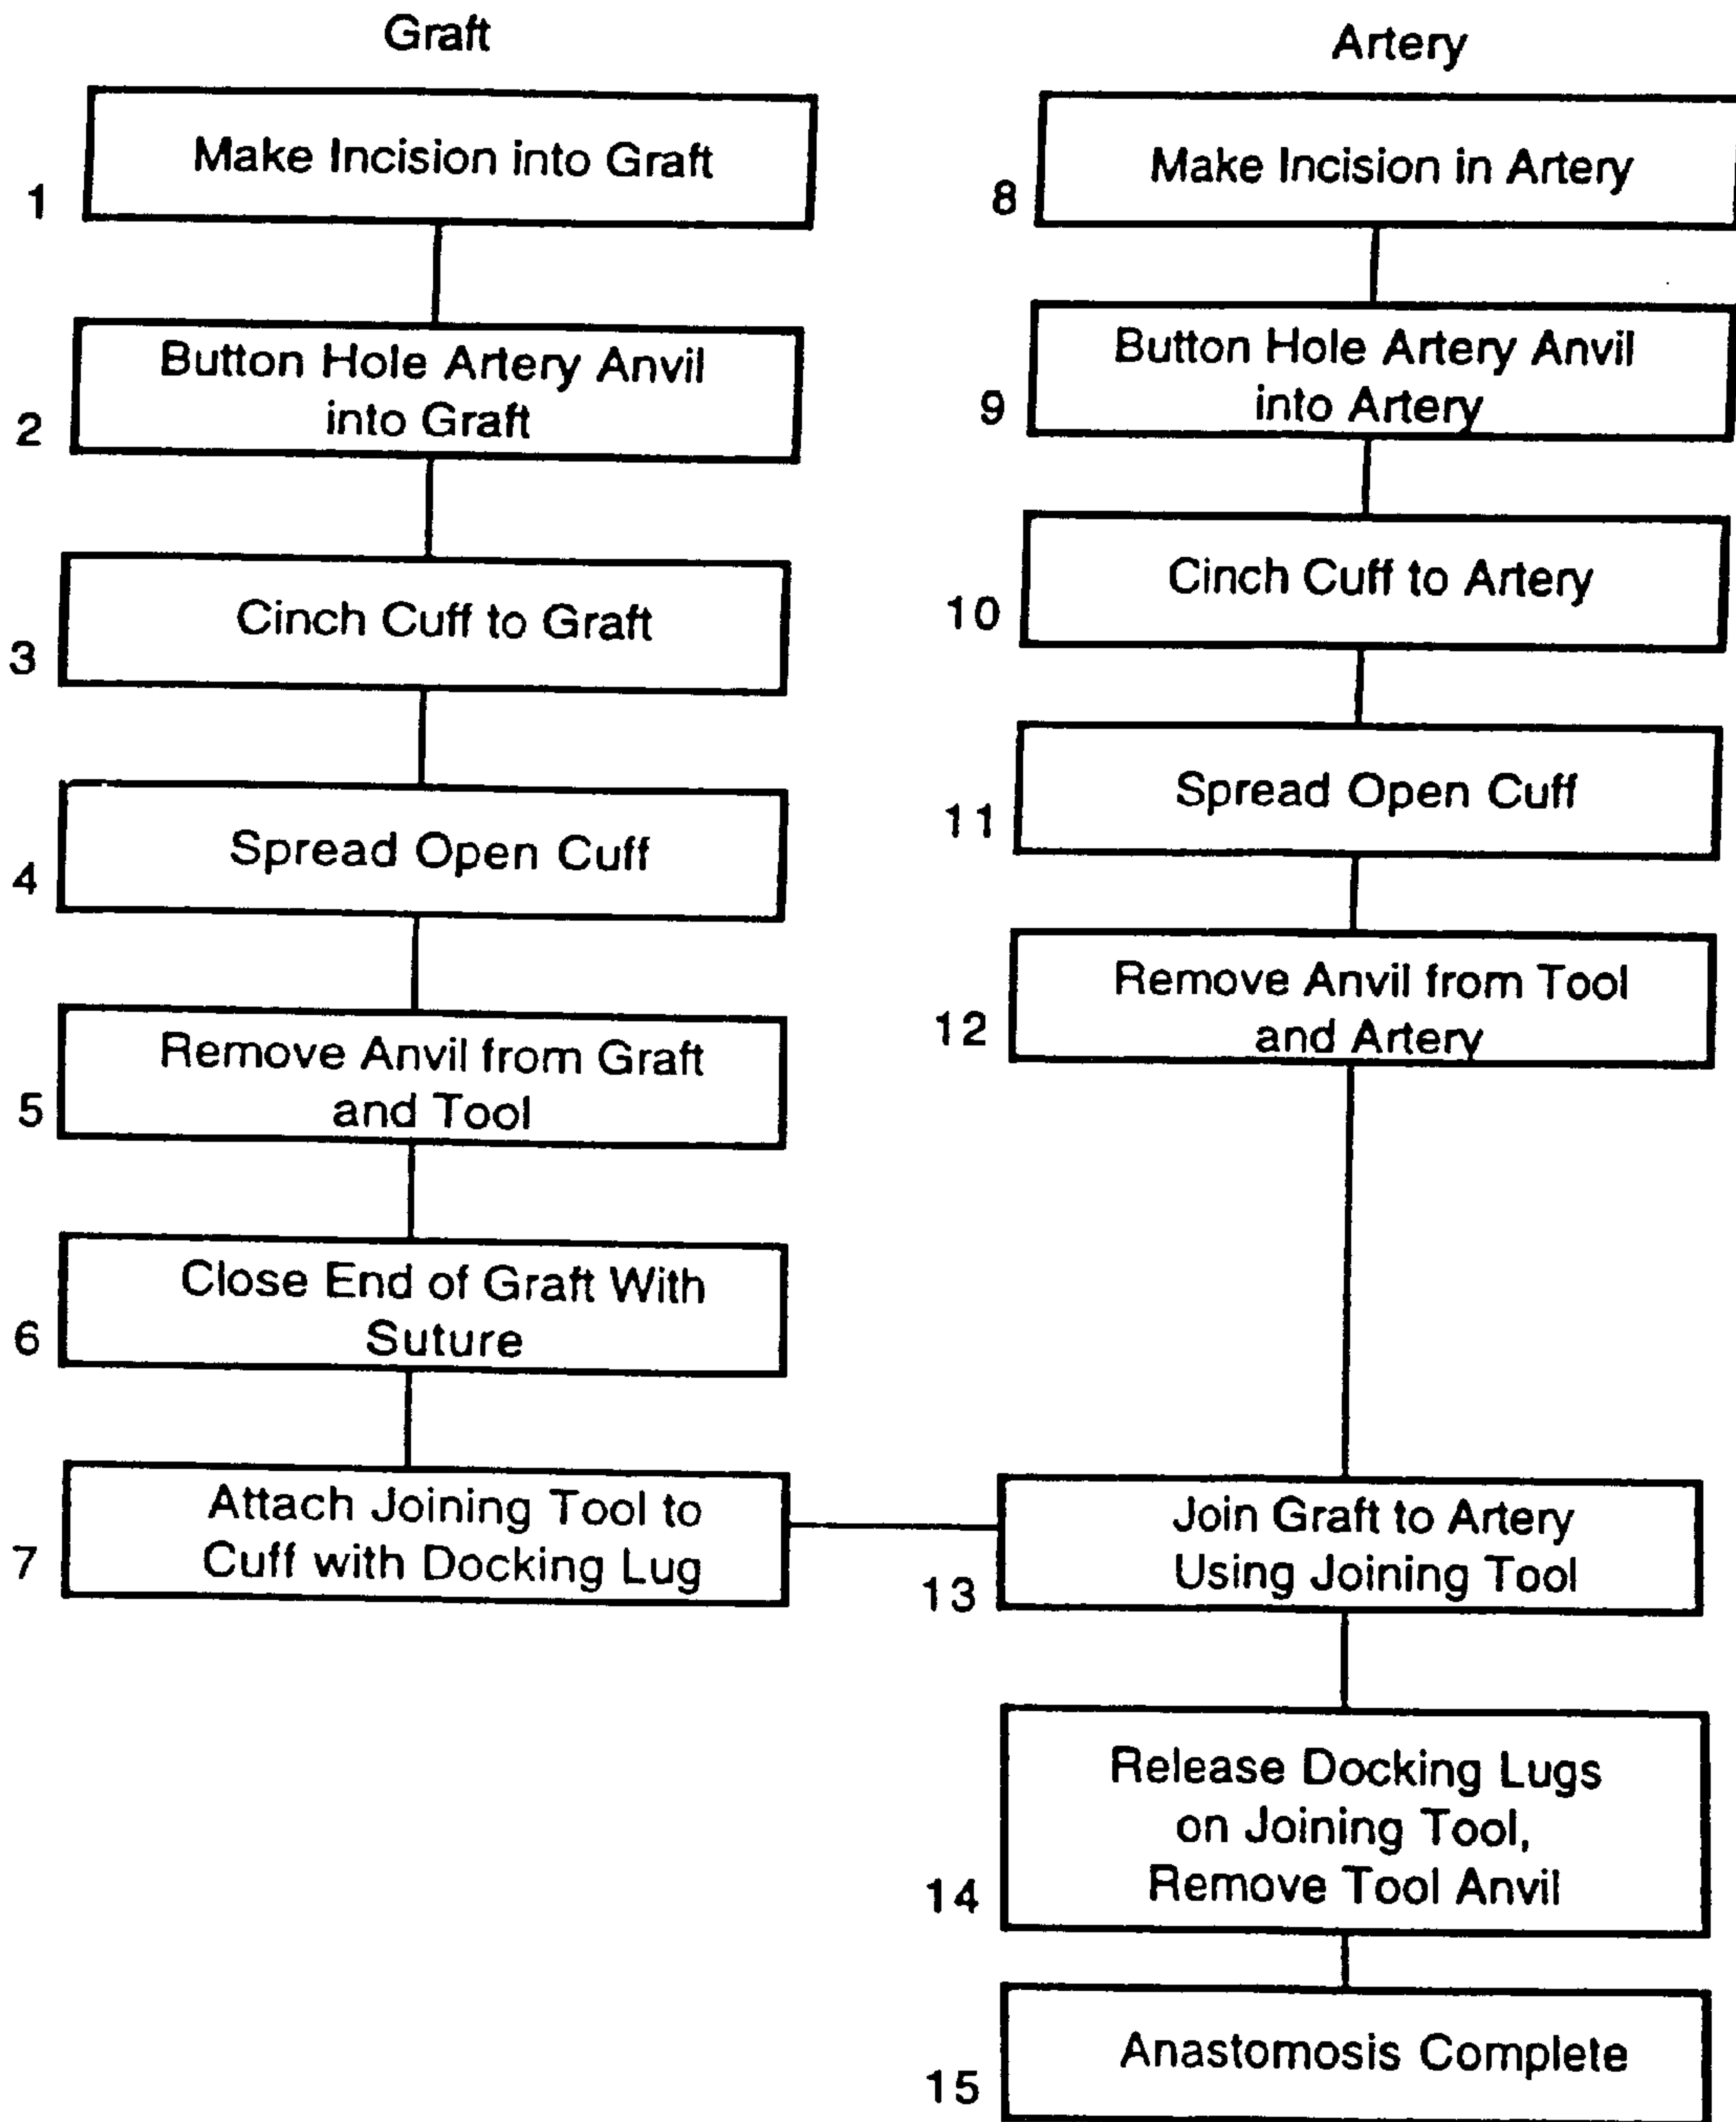 Graft
Make Incision into Graft
1
Button Hole Artery Anvil
into Graft
2
Cinch Cuff to Graft
3
Spread Open Cuff
4
Remove Anvil from Graft
and Tool
5
Close End of Graft With
Suture
6
Attach Joining Tool to
Cuff with Docking Lug
7
Artery
Make Incision in Artery
8
Button Hole Artery Anvil
into Artery
9
Cinch Cuff to Artery
10
Spread Open Cuff
11
Remove Anvil from Tool
and Artery
12
Join Graft to Artery
Using Joining Tool
13
Release Docking Lugs
on Joining Tool,
Remove Tool Anvil
14
Anastomosis Complete
15